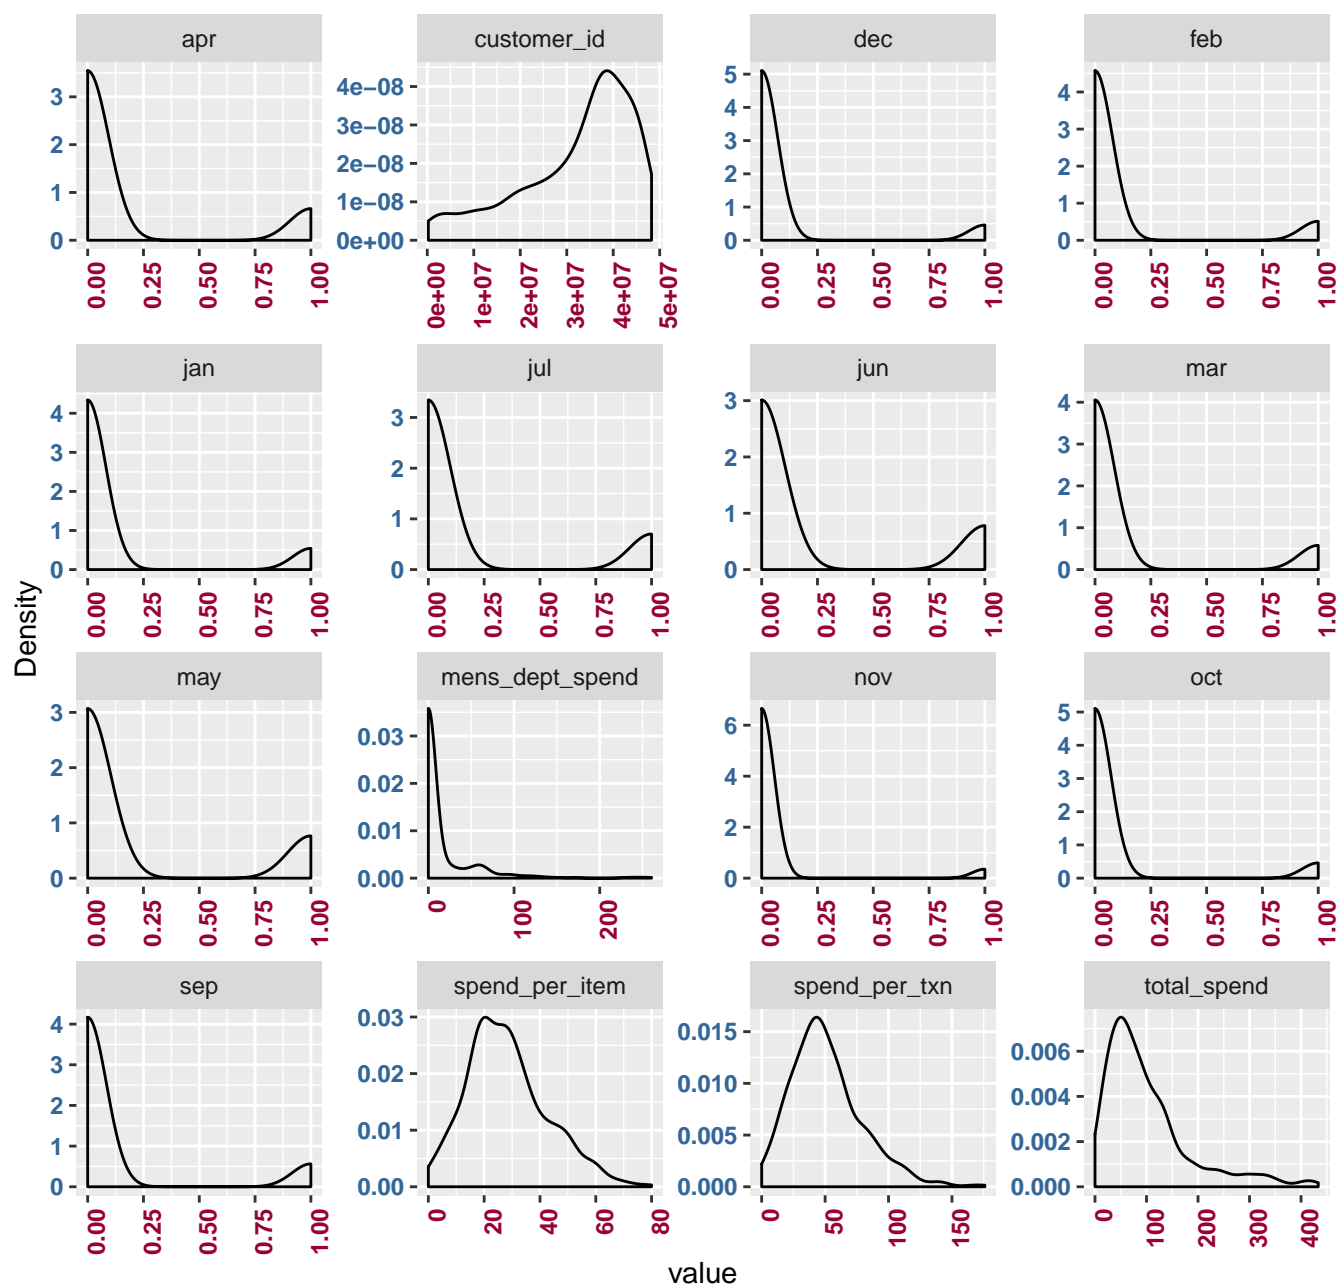 apr
customer_id
dec
feb
3
2
1
0
4e−08
3e−08
2e−08
1e−08
0e+00
5
4
3
2
1
0
4
3
2
1
0
0.00 0.25 0.50 0.75 1.00
0e+00 1e+07 2e+07 3e+07 4e+07 5e+07
0.00 0.25 0.50 0.75 1.00
0.00 0.25 0.50 0.75 1.00
jan
jul
jun
mar
4
3
2
1
0
3
2
1
0
3
2
1
0
4
3
2
1
0
0.00 0.25 0.50 0.75 1.00
0.00 0.25 0.50 0.75 1.00
0.00 0.25 0.50 0.75 1.00
0.00 0.25 0.50 0.75 1.00
Density
may
mens_dept_spend
nov
oct
3
2
1
0
0.03
0.02
0.01
0.00
6
4
2
0
5
4
3
2
1
0
0.00 0.25 0.50 0.75 1.00
0 100 200
0.00 0.25 0.50 0.75 1.00
0.00 0.25 0.50 0.75 1.00
sep
spend_per_item
spend_per_txn
total_spend
4
3
2
1
0
0.03
0.02
0.01
0.00
0.015
0.010
0.005
0.000
0.006
0.004
0.002
0.000
0.00 0.25 0.50 0.75 1.00
0 20 40 60 80
0 50 100 150
0 100 200 300 400
value